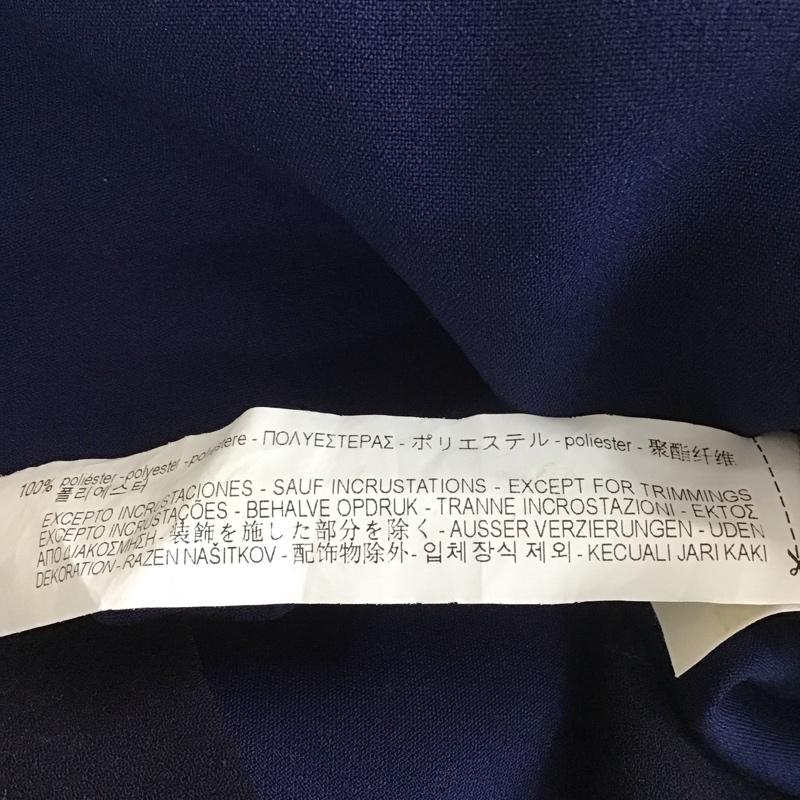 100% poliéster - polyester - polyestere - ΠΟΛΥΕΣΤΕΡΑΣ - ポリエステル - poliester - 聚酯纤维
폴리에스터
EXCEPTO INCRUSTACIONES - SAUF INCRUSTATIONS - EXCEPT FOR TRIMMINGS
EXCEPTO INCRUSTAÇÕES - BEHALVE OPDRUK - TRANNE INCROSTAZIONI - ΕΚΤΟΣ
ΑΠΟ ΔΙΑΚΟΣΜΗΣΗ - 装飾を施した部分を除く - AUSSER VERZIERUNGEN - UDEN
DEKORATION - RAZEN NAŠITKOV - 配饰物除外 - 입체장식 제외 - KECUALI JARI KAKI